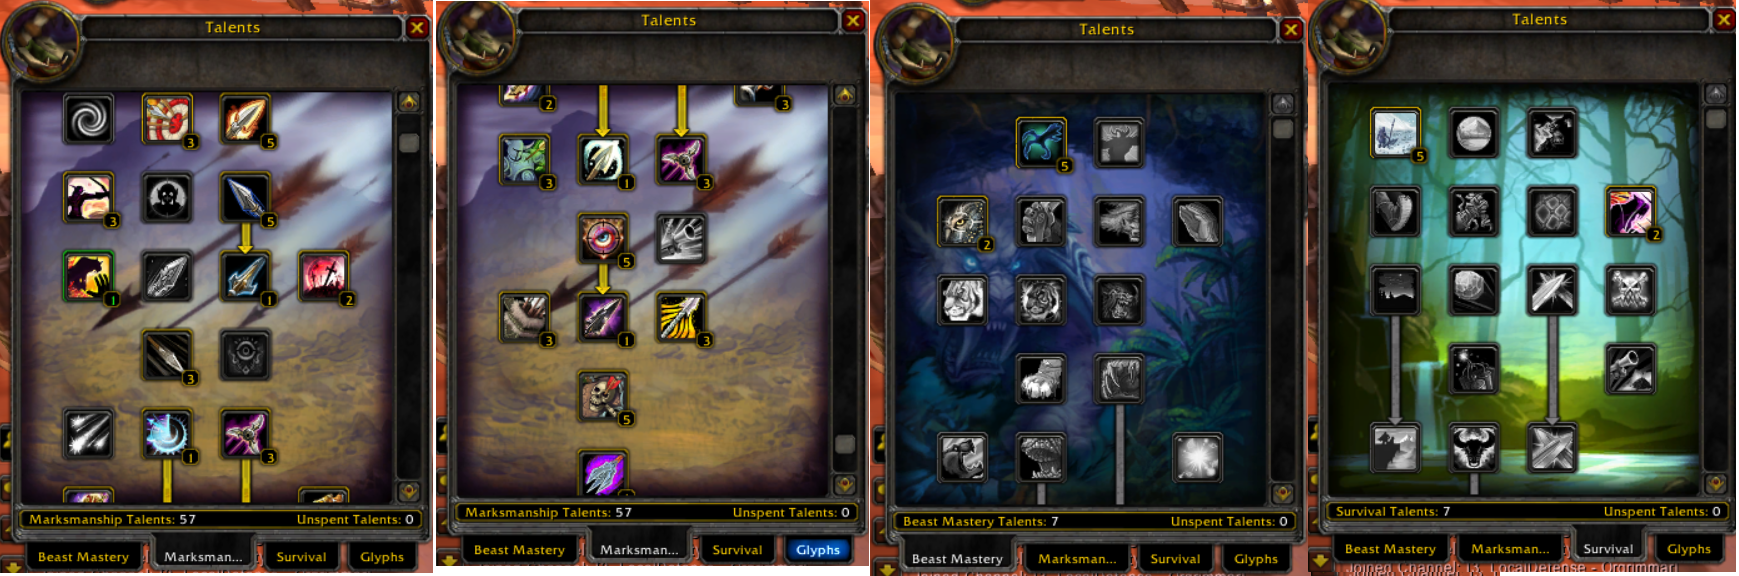 Talents
3
5
3
5
1
1
2
3
1
3
Marksmanship Talents: 57
Unspent Talents: 0
Beast Mastery
Marksman...
Survival
Glyphs
Talents
2
3
3
1
3
5
3
1
3
5
Marksmanship Talents: 57
Unspent Talents: 0
Beast Mastery
Marksman...
Survival
Glyphs
Talents
5
2
Beast Mastery Talents: 7
Unspent Talents: 0
Beast Mastery
Marksman...
Survival
Glyphs
Talents
5
2
Survival Talents: 7
Unspent Talents: 0
Beast Mastery
Marksman...
Survival
Glyphs
Joined Channel: 13. LocalDefense - Orgrimmar